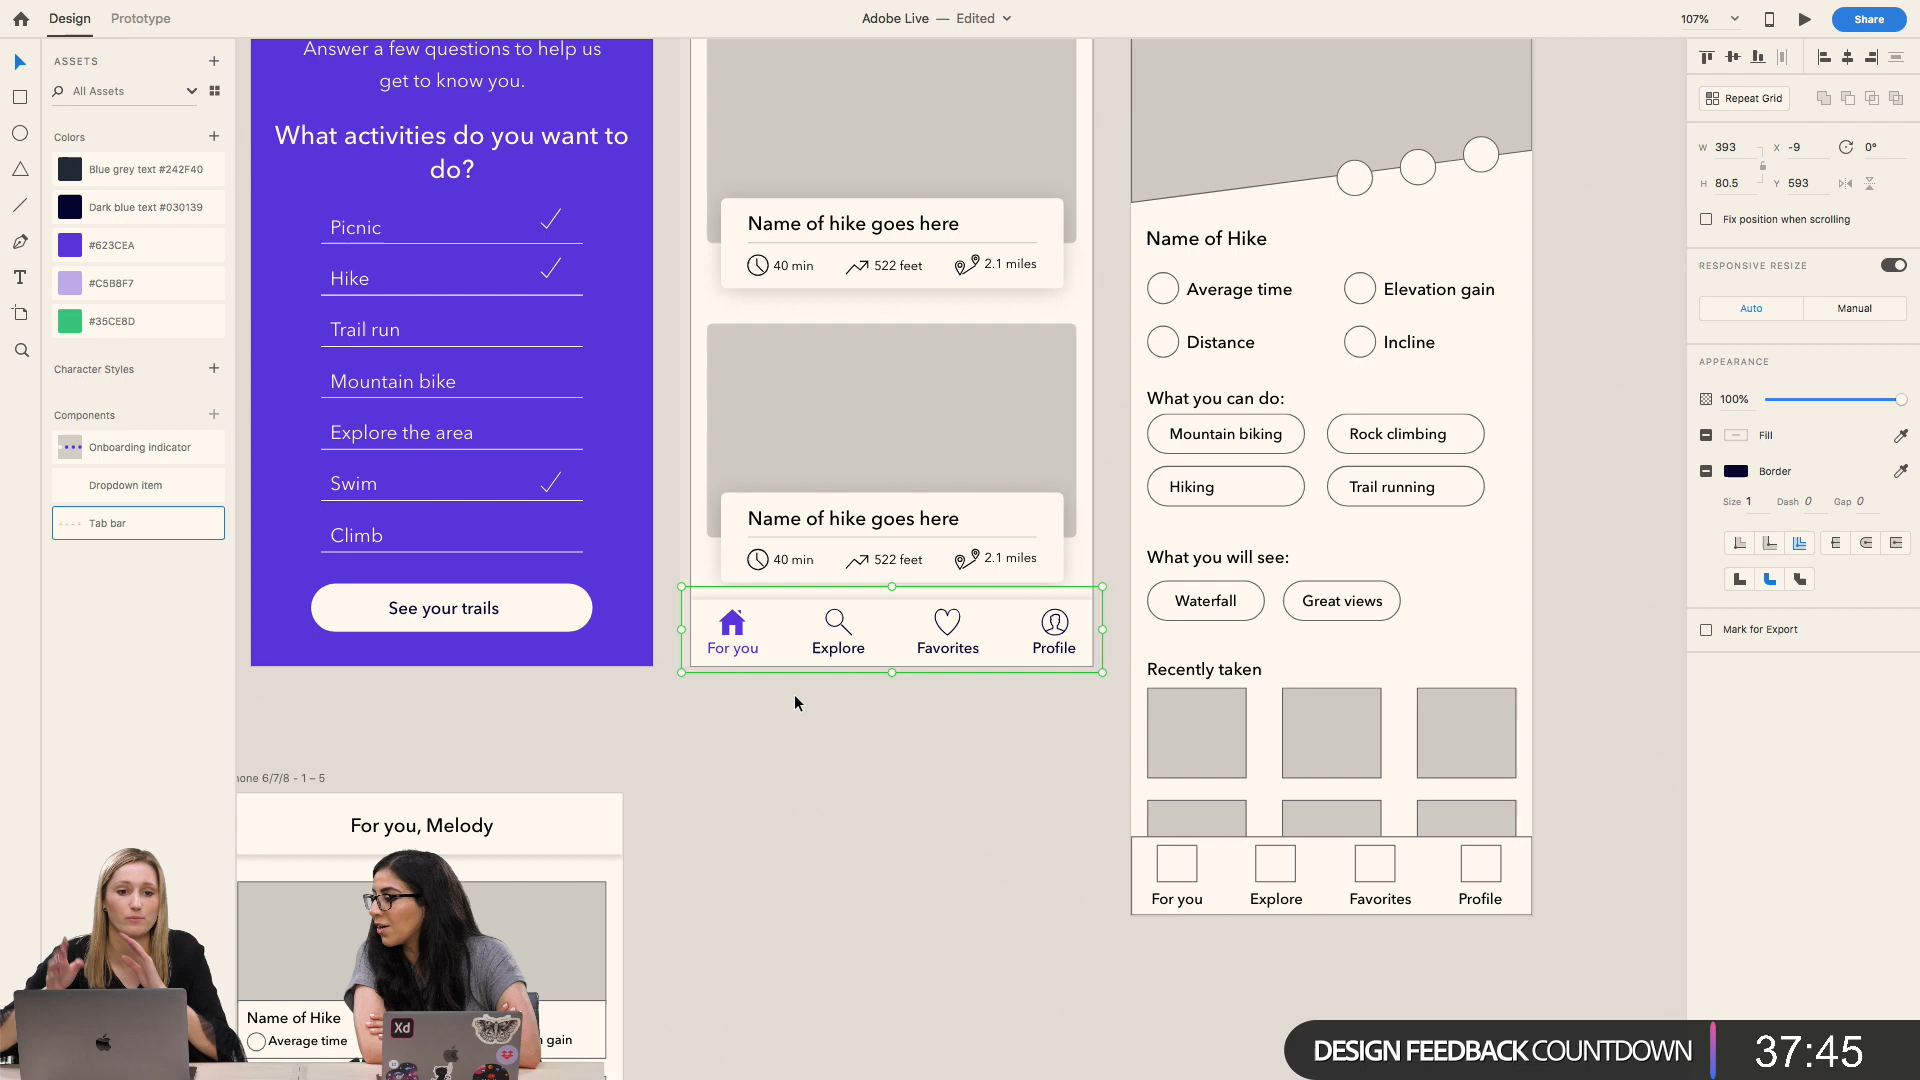 Design
Prototype
Adobe Live — Edited
107%
Share
ASSETS
All Assets
Colors
Blue grey text #242F40
Dark blue text #030139
#623CEA
#C5B8F7
#35CE8D
Character Styles
Components
Onboarding indicator
Dropdown item
Tab bar
Answer a few questions to help us
get to know you.
What activities do you want to
do?
Picnic
Hike
Trail run
Mountain bike
Explore the area
Swim
Climb
See your trails
Name of hike goes here
40 min
522 feet
2.1 miles
Name of hike goes here
40 min
522 feet
2.1 miles
For you
Explore
Favorites
Profile
Name of Hike
Average time
Elevation gain
Distance
Incline
What you can do:
Mountain biking
Rock climbing
Hiking
Trail running
What you will see:
Waterfall
Great views
Recently taken
For you
Explore
Favorites
Profile
hone 6/7/8 - 1 – 5
For you, Melody
Name of Hike
Average time
gain
Xd
Repeat Grid
W 393
X -9
0°
H 80.5
Y 593
Fix position when scrolling
RESPONSIVE RESIZE
Auto
Manual
APPEARANCE
100%
Fill
Border
Size 1
Dash 0
Gap 0
Mark for Export
DESIGN FEEDBACK COUNTDOWN
37:45